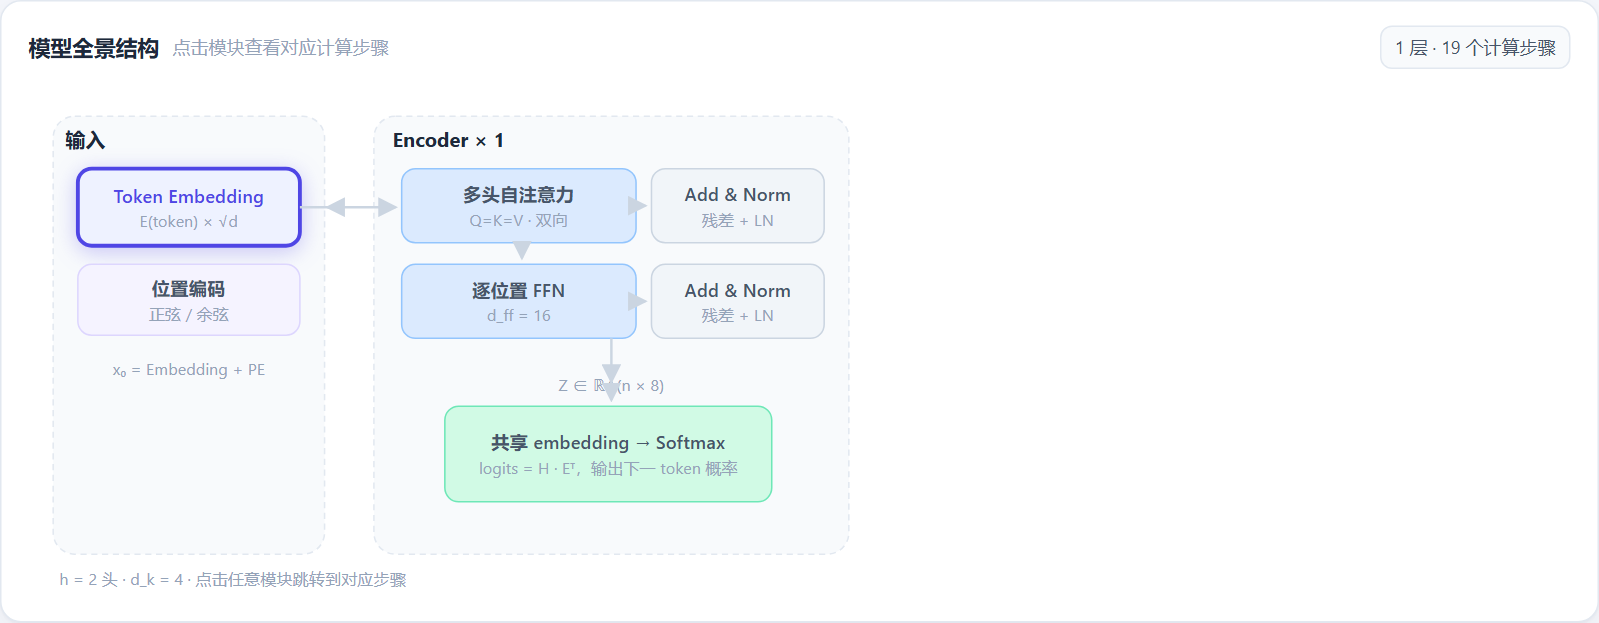 模型全景结构 点击模块查看对应计算步骤
1 层 · 19 个计算步骤
输入
Token Embedding
E(token) × √d
位置编码
正弦 / 余弦
x₀ = Embedding + PE
Encoder × 1
多头自注意力
Q=K=V · 双向
Add & Norm
残差 + LN
逐位置 FFN
d_ff = 16
Add & Norm
残差 + LN
Z ∈ ℝ (n × 8)
共享 embedding → Softmax
logits = H · Eᵀ，输出下一 token 概率
h = 2 头 · d_k = 4 · 点击任意模块跳转到对应步骤